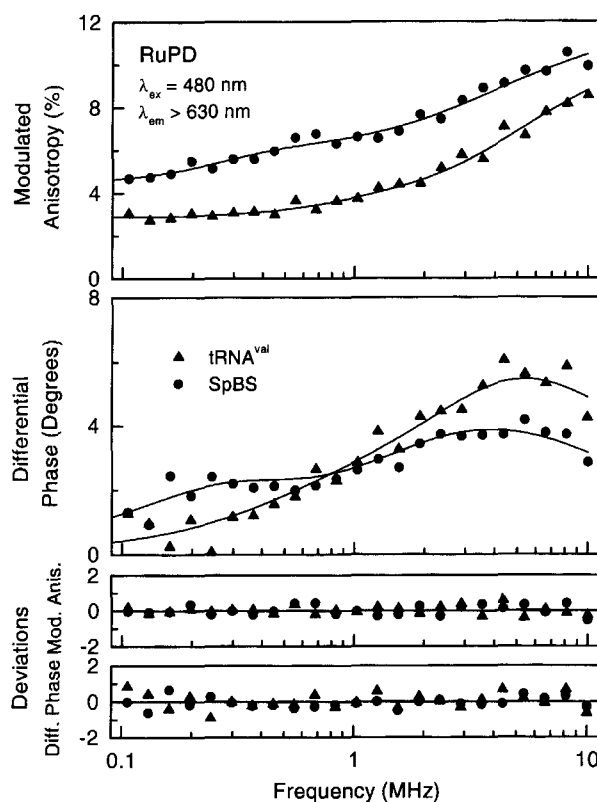 12
8
4
0
Modulated
Anisotropy (%)
RuPD
λex = 480 nm
λem > 630 nm
8
4
0
Differential
Phase (Degrees)
▲ tRNAval
● SpBS
2
0
-2
2
0
-2
Deviations
Diff. Phase Mod. Anis.
0.1
1
10
Frequency (MHz)